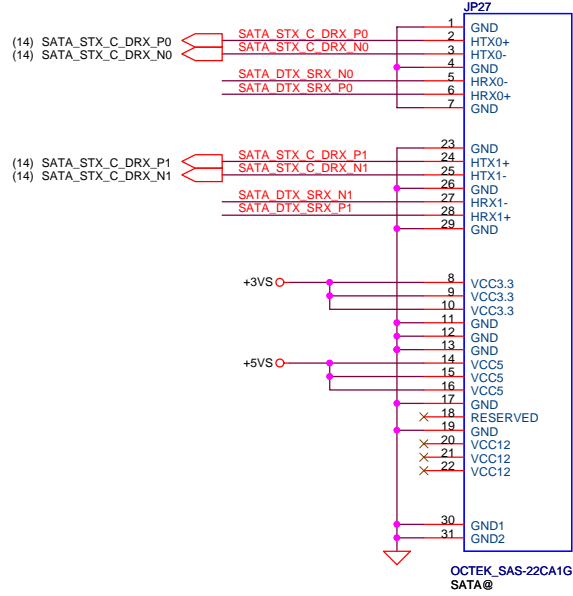 JP27
1 GND
(14) SATA_STX_C_DRX_P0 SATA_STX_C_DRX_P0 2 HTX0+
(14) SATA_STX_C_DRX_N0 SATA_STX_C_DRX_N0 3 HTX0-
4 GND
SATA_DTX_SRX_N0 5 HRX0-
SATA_DTX_SRX_P0 6 HRX0+
7 GND
23 GND
(14) SATA_STX_C_DRX_P1 SATA_STX_C_DRX_P1 24 HTX1+
(14) SATA_STX_C_DRX_N1 SATA_STX_C_DRX_N1 25 HTX1-
26 GND
SATA_DTX_SRX_N1 27 HRX1-
SATA_DTX_SRX_P1 28 HRX1+
29 GND
+3VS 8 VCC3.3
9 VCC3.3
10 VCC3.3
11 GND
12 GND
13 GND
+5VS 14 VCC5
15 VCC5
16 VCC5
17 GND
18 RESERVED
19 GND
20 VCC12
21 VCC12
22 VCC12
30 GND1
31 GND2
OCTEK_SAS-22CA1G
SATA@